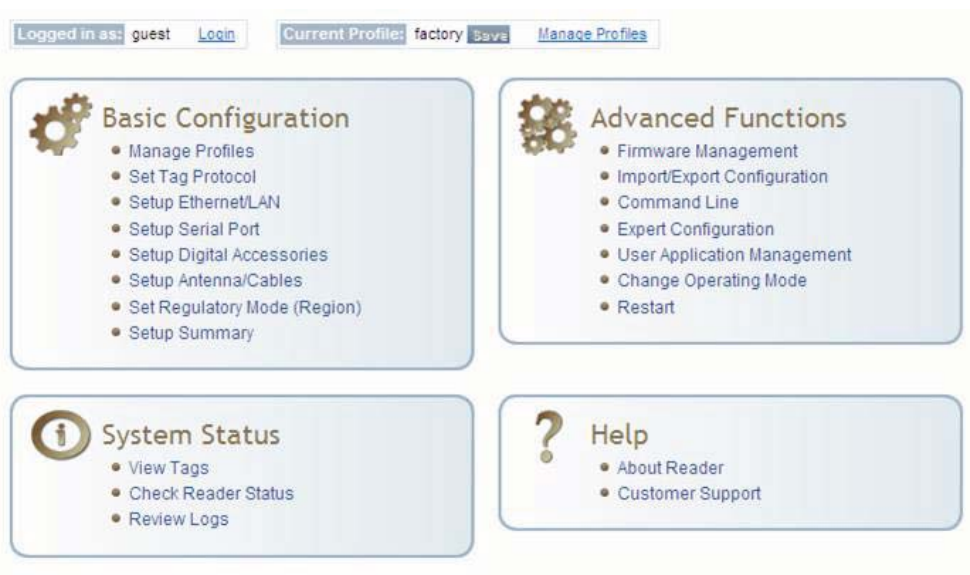 Logged in as: guest Login Current Profile: factory Save Manage Profiles
Basic Configuration
Manage Profiles
Set Tag Protocol
Setup Ethernet/LAN
Setup Serial Port
Setup Digital Accessories
Setup Antenna/Cables
Set Regulatory Mode (Region)
Setup Summary
Advanced Functions
Firmware Management
Import/Export Configuration
Command Line
Expert Configuration
User Application Management
Change Operating Mode
Restart
System Status
View Tags
Check Reader Status
Review Logs
Help
About Reader
Customer Support